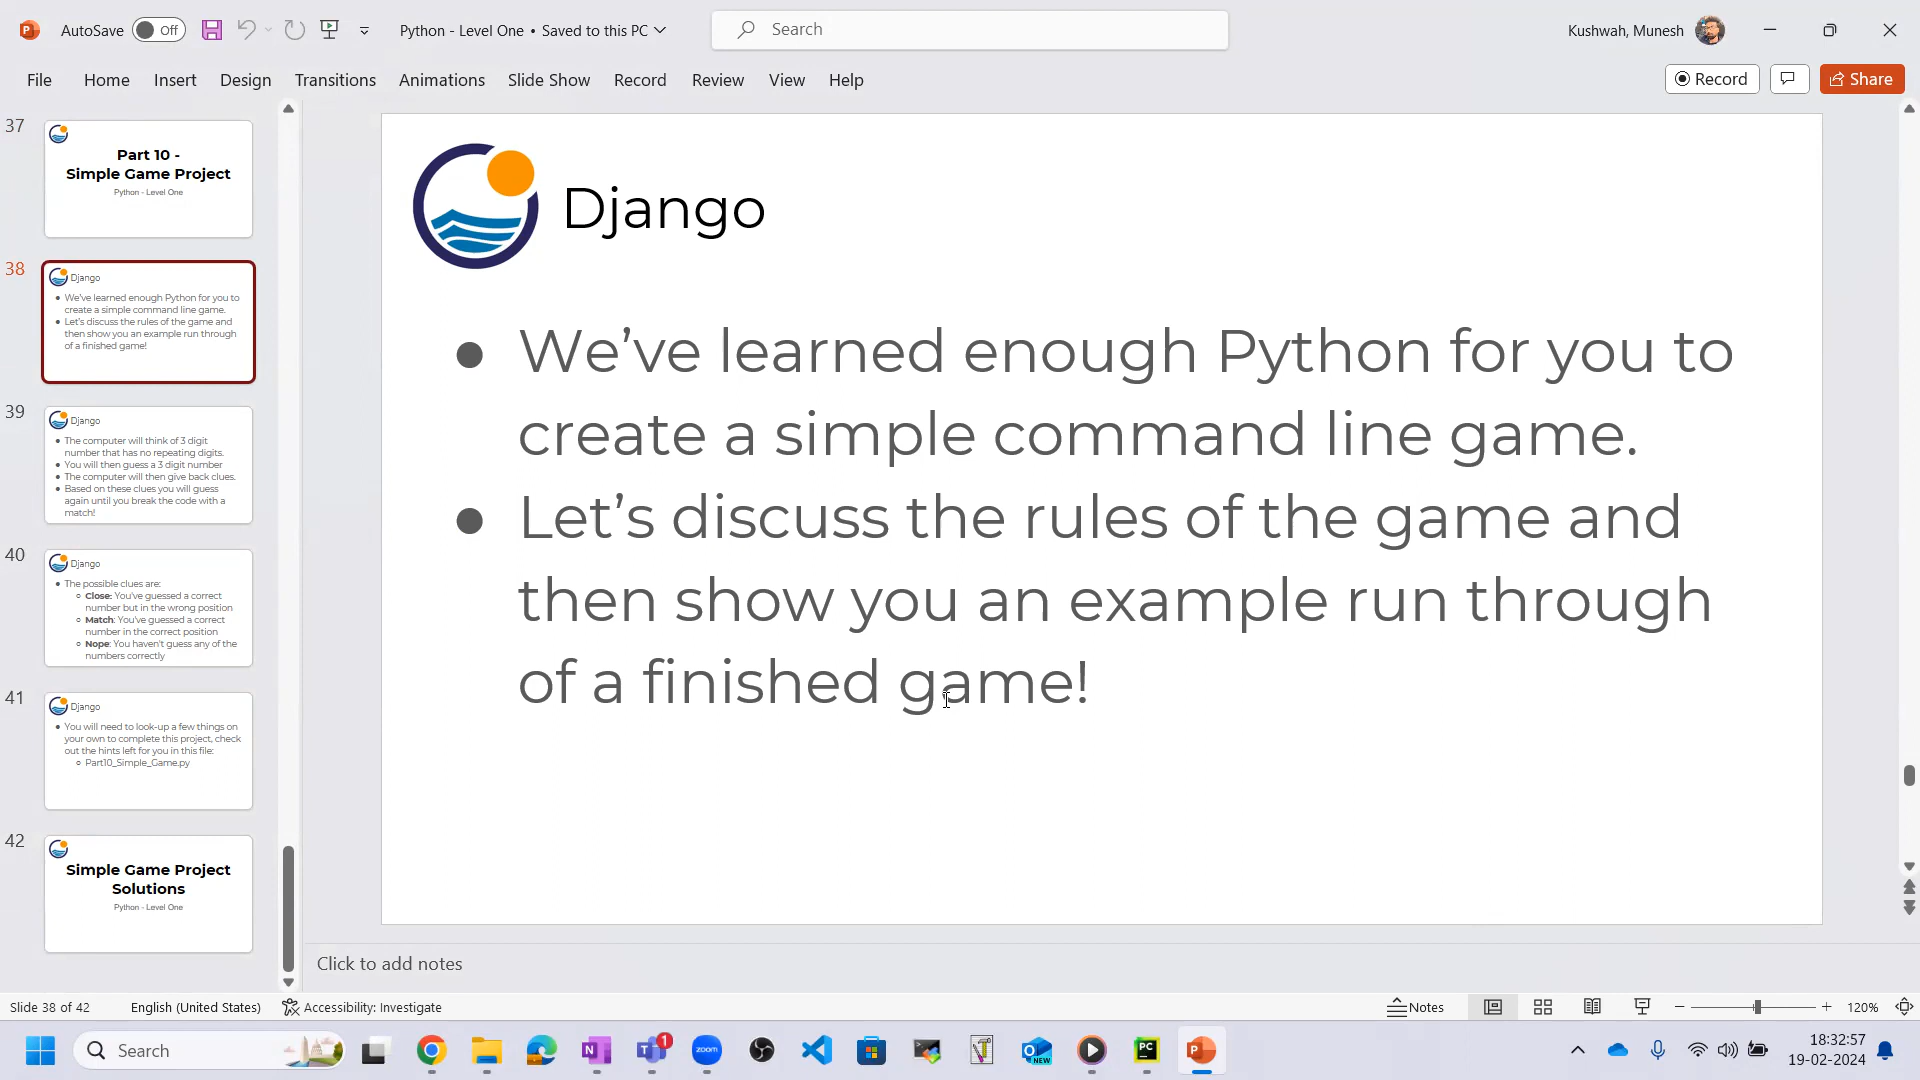 AutoSave Off
Python - Level One • Saved to this PC
Search
Kushwah, Munesh
File Home Insert Design Transitions Animations Slide Show Record Review View Help
Record
Share
37
Part 10 -
Simple Game Project
Python - Level One
38
Django
• We've learned enough Python for you to
create a simple command line game.
• Let's discuss the rules of the game and
then show you an example run through
of a finished game!
39
Django
• The computer will think of 3 digit
number that has no repeating digits.
• You will then guess a 3 digit number
• The computer will then give back clues.
• Based on these clues you will guess
again until you break the code with a
match!
40
Django
• The possible clues are:
○ Close: You've guessed a correct
number but in the wrong position
○ Match: You've guessed a correct
number in the correct position
○ Nope: You haven't guess any of the
numbers correctly
41
Django
• You will need to look-up a few things on
your own to complete this project, check
out the hints left for you in this file:
○ Part10_Simple_Game.py
42
Simple Game Project
Solutions
Python - Level One
Django
● We’ve learned enough Python for you to
create a simple command line game.
● Let’s discuss the rules of the game and
then show you an example run through
of a finished game!
Click to add notes
Slide 38 of 42
English (United States)
Accessibility: Investigate
Notes
120%
Search
1
zoom
NEW
PC
18:32:57
19-02-2024